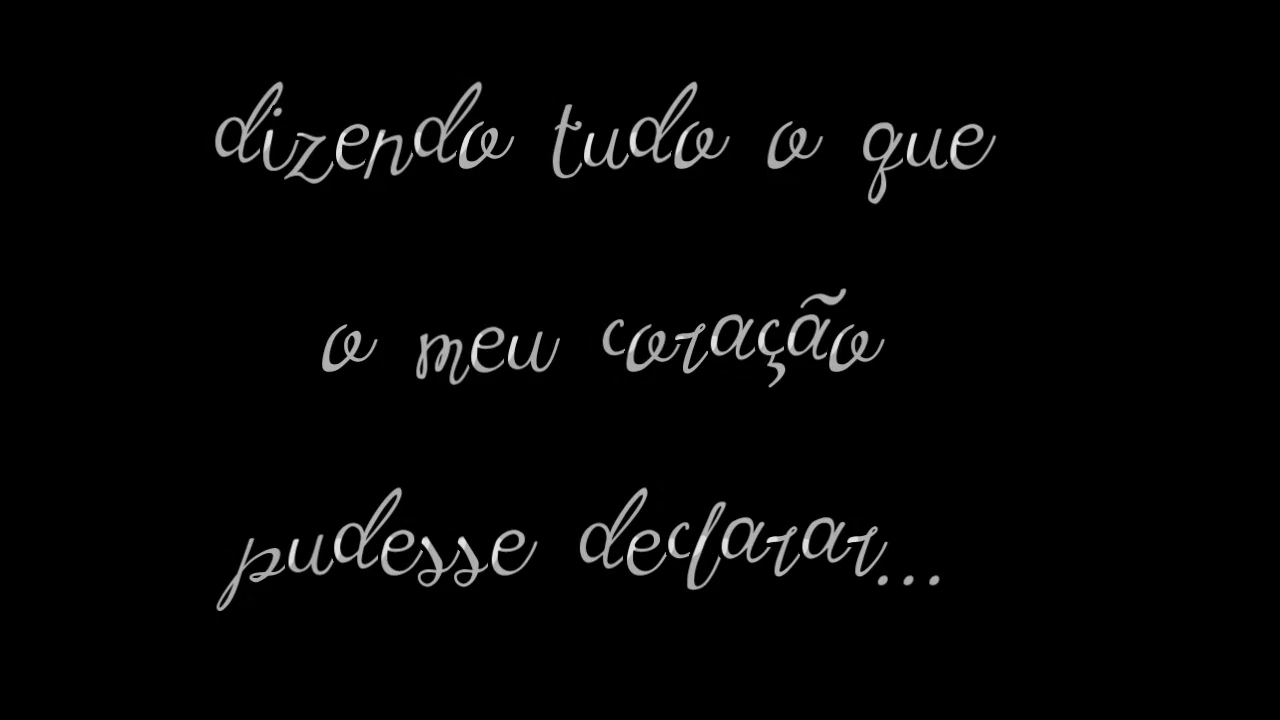 dizendo tudo o que
o meu coração
pudesse declarar...